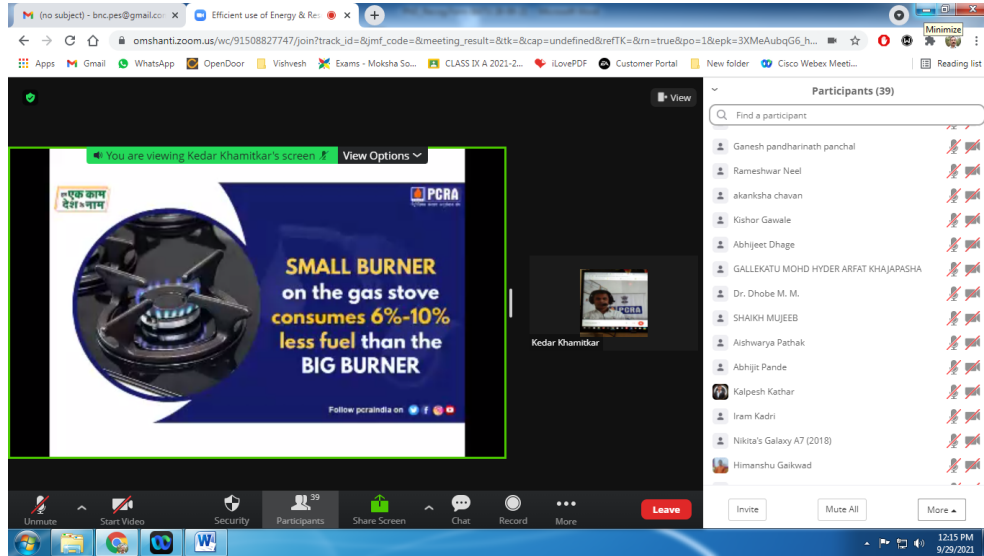 (no subject) - bnc.pes@gmail.co
Efficient use of Energy & Res
Minimize
omshanti.zoom.us/wc/91508827747/join?track_id=&jmf_code=&meeting_result=&tk=&cap=undefined&refTK=&rn=true&po=1&epk=3XMeAubqG6_h...
Apps
Gmail
WhatsApp
OpenDoor
Vishvesh
Exams - Moksha So...
CLASS IX A 2021-2...
iLovePDF
Customer Portal
New folder
Cisco Webex Meeti...
Reading list
View
Participants (39)
Find a participant
You are viewing Kedar Khamitkar's screen
View Options
एक काम
देश के नाम
PCRA
SMALL BURNER
on the gas stove
consumes 6%-10%
less fuel than the
BIG BURNER
Follow pcraindia on
PCRA
Kedar Khamitkar
Ganesh pandharinath panchal
Rameshwar Neel
akanksha chavan
Kishor Gawale
Abhijeet Dhage
GALLEKATU MOHD HYDER ARFAT KHAJAPASHA
Dr. Dhobe M. M.
SHAIKH MUJEEB
Aishwarya Pathak
Abhijit Pande
Kalpesh Kathar
Iram Kadri
Nikita's Galaxy A7 (2018)
Himanshu Gaikwad
Unmute
Start Video
Security
39
Participants
Share Screen
Chat
Record
More
Leave
Invite
Mute All
More
12:15 PM
9/29/2021